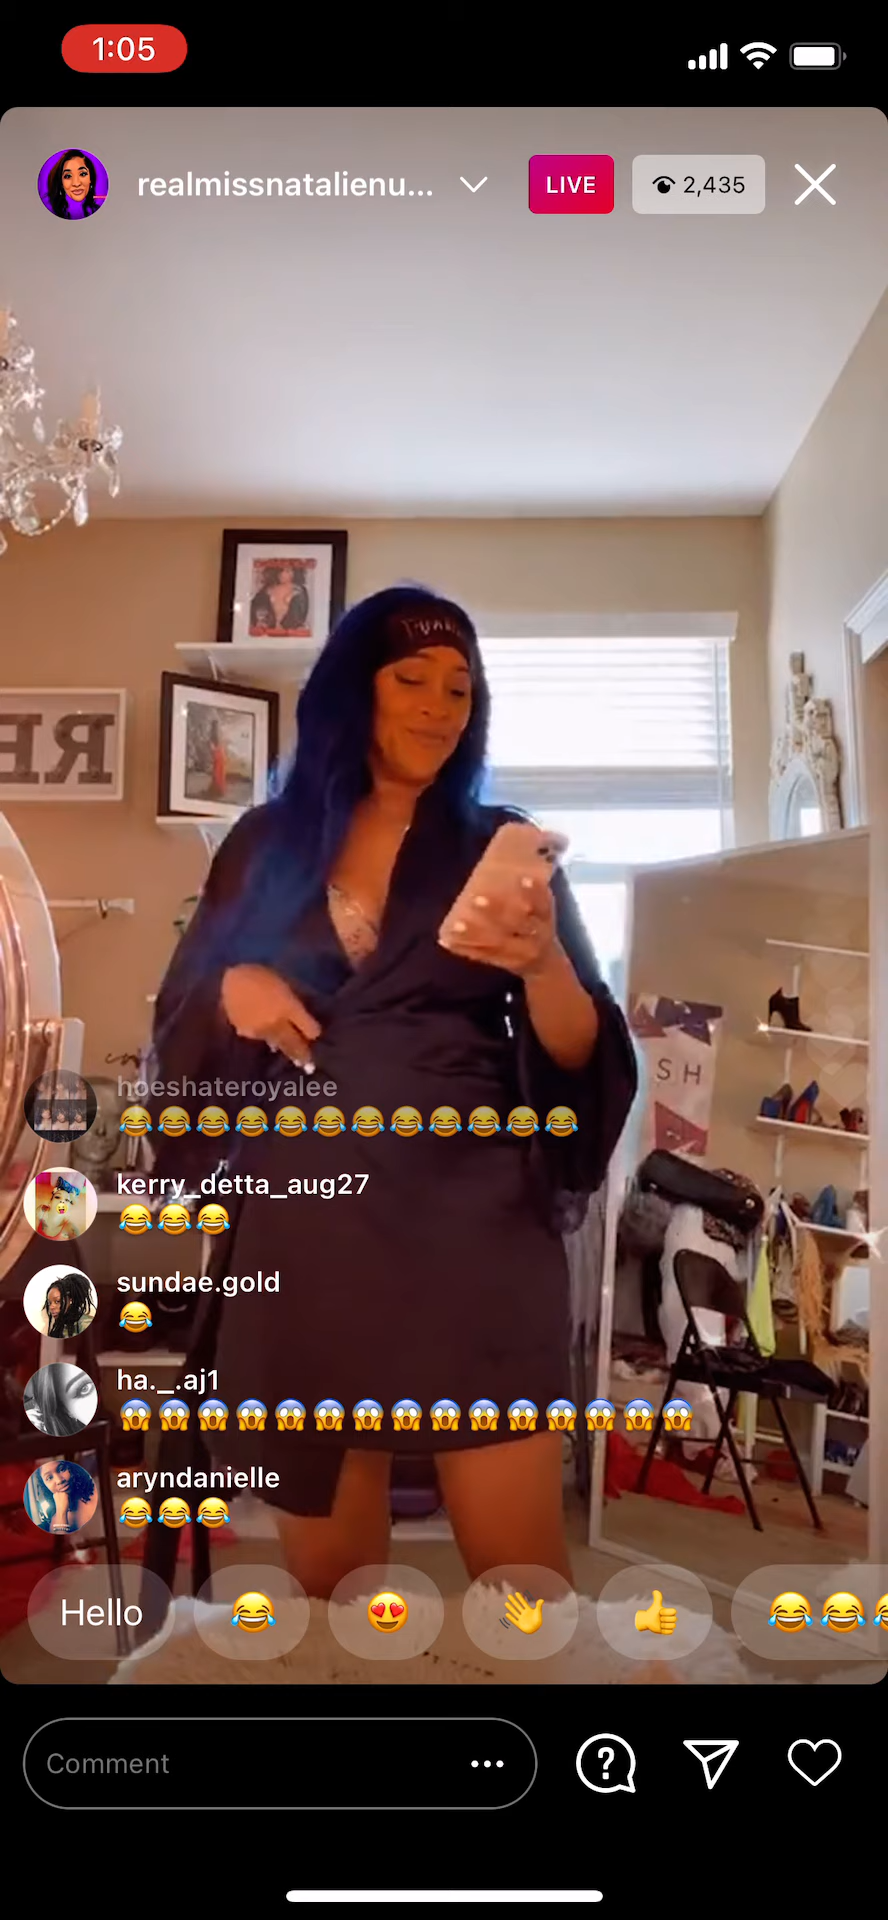 1:05
realmissnatalienu...
LIVE
2,435
S H
hoeshateroyalee
😂😂😂😂😂😂😂😂😂😂😂😂
kerry_detta_aug27
😂😂😂
sundae.gold
😂
ha._.aj1
😱😱😱😱😱😱😱😱😱😱😱😱😱😱😱
aryndanielle
😂😂😂
Hello
😂
😍
👋
👍
😂😂😂
Comment